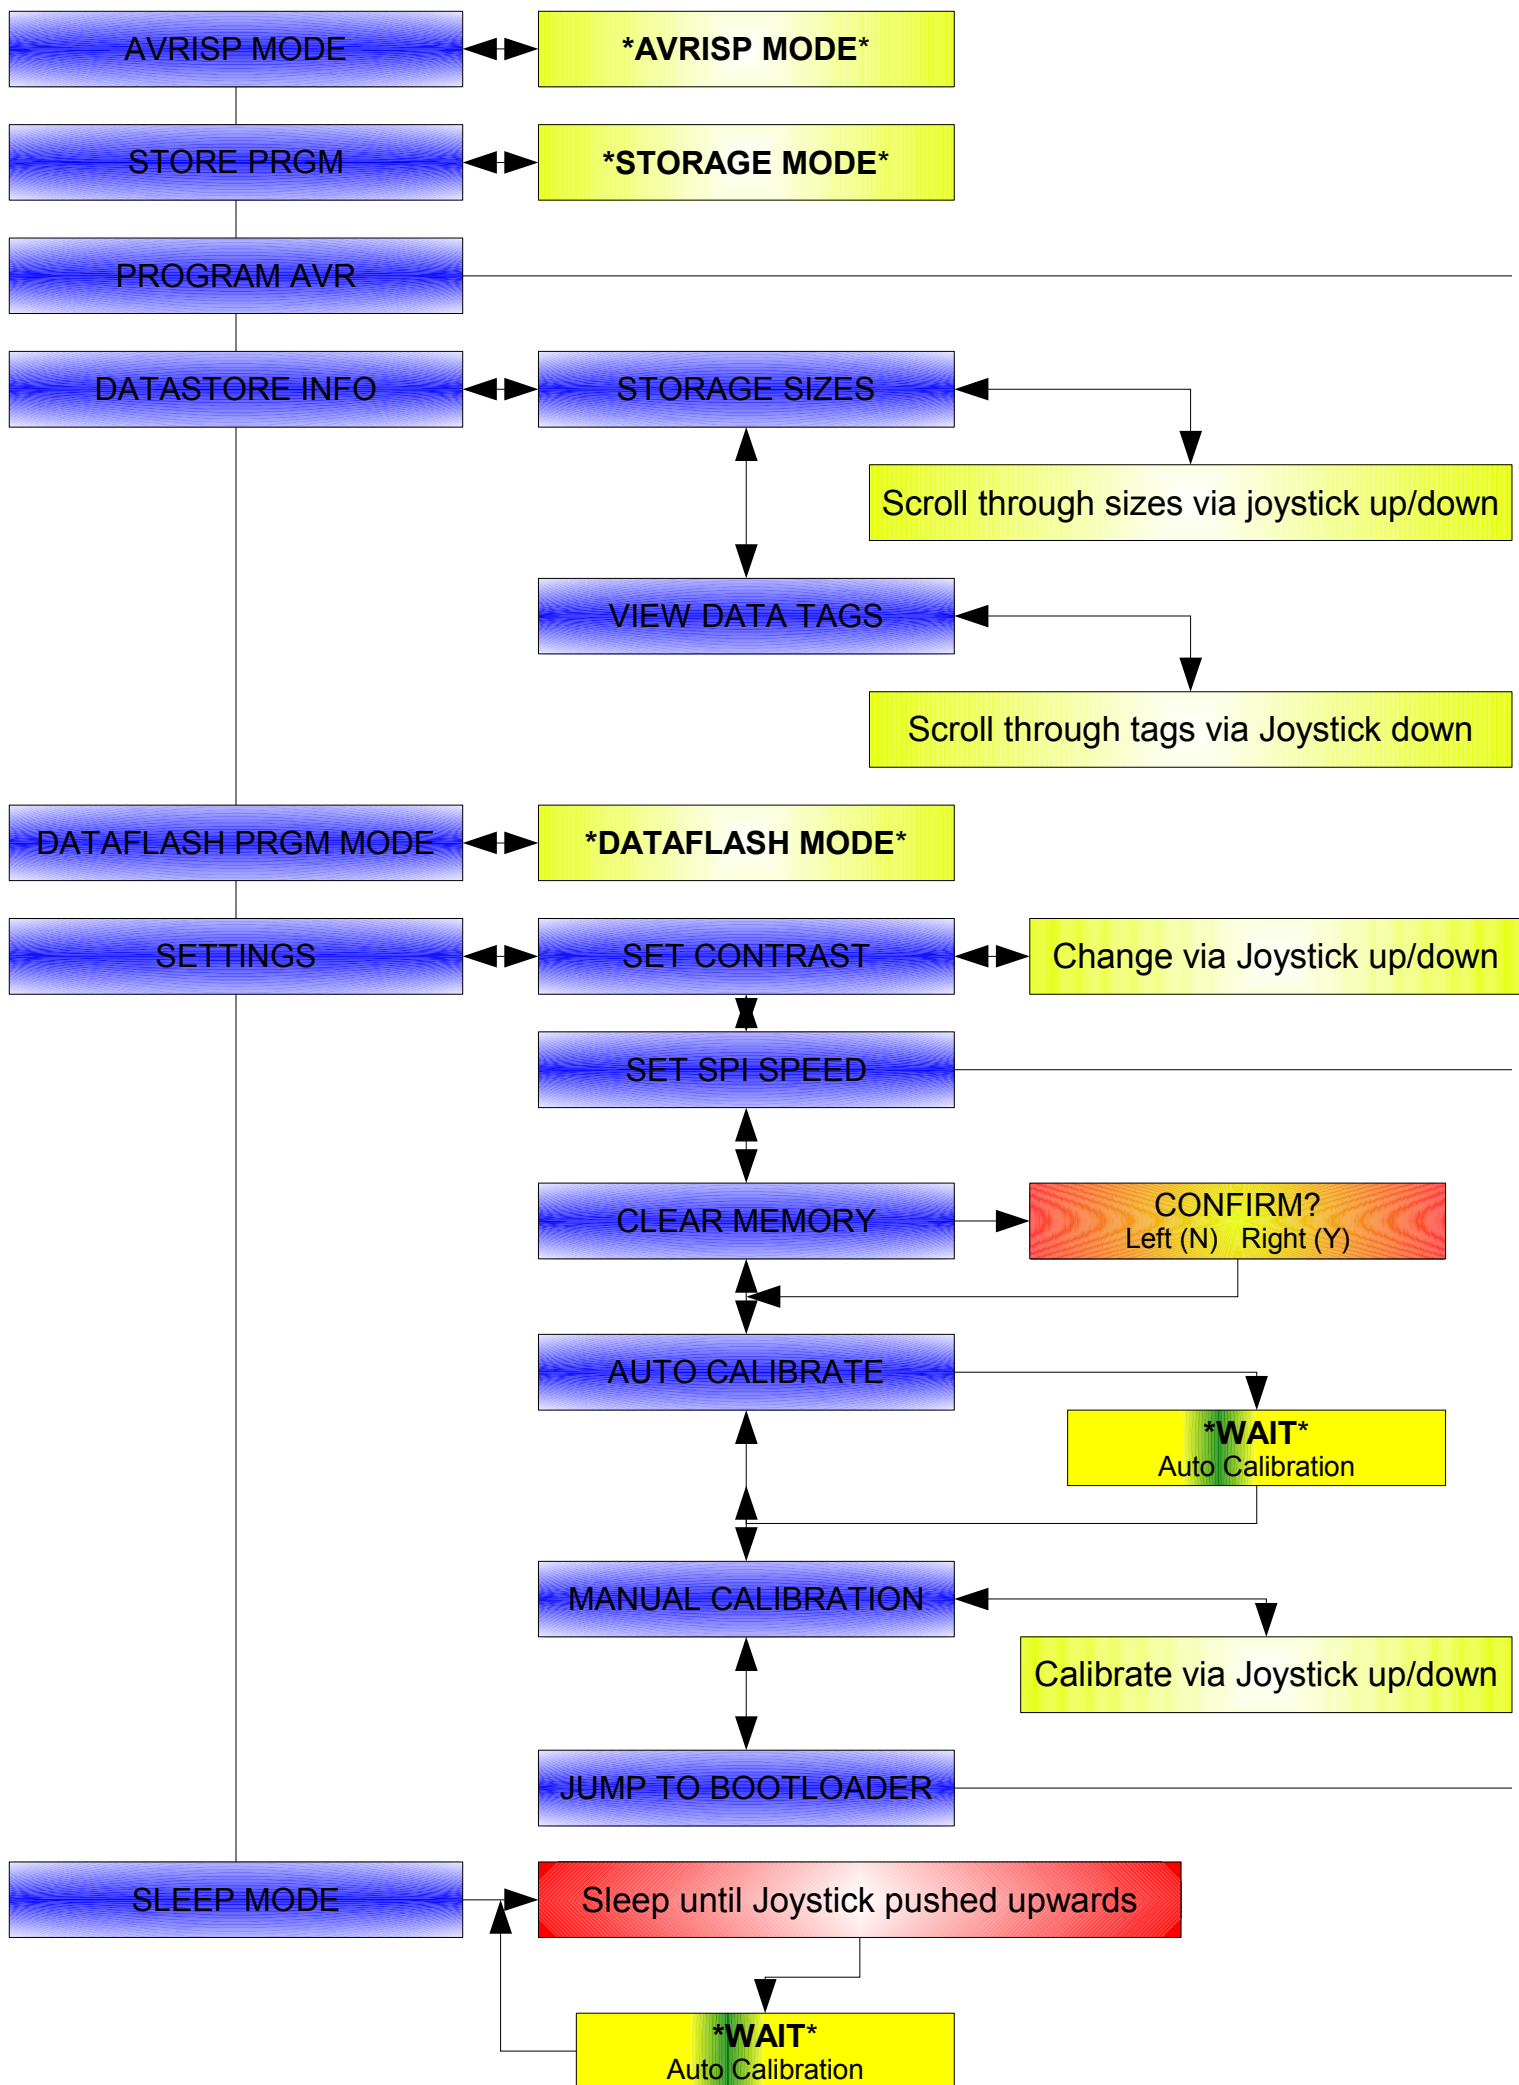 AVRISP MODE
*AVRISP MODE*
STORE PRGM
*STORAGE MODE*
PROGRAM AVR
DATASTORE INFO
STORAGE SIZES
Scroll through sizes via joystick up/down
VIEW DATA TAGS
Scroll through tags via Joystick down
DATAFLASH PRGM MODE
*DATAFLASH MODE*
SETTINGS
SET CONTRAST
Change via Joystick up/down
SET SPI SPEED
CLEAR MEMORY
CONFIRM?
Left (N) Right (Y)
AUTO CALIBRATE
*WAIT*
Auto Calibration
MANUAL CALIBRATION
Calibrate via Joystick up/down
JUMP TO BOOTLOADER
SLEEP MODE
Sleep until Joystick pushed upwards
*WAIT*
Auto Calibration